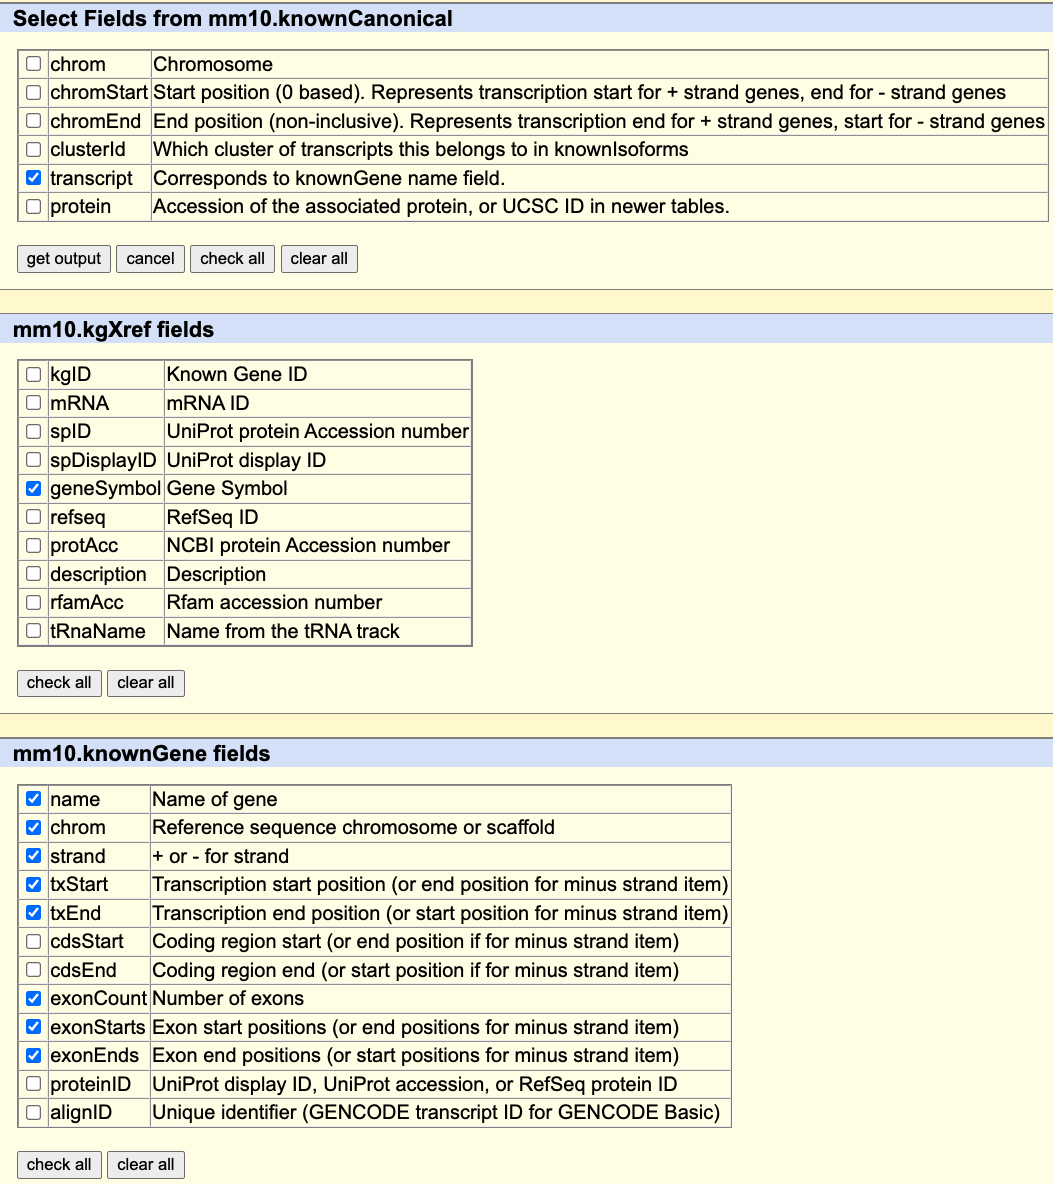 Select Fields from mm10.knownCanonical
chrom Chromosome
chromStart Start position (0 based). Represents transcription start for + strand genes, end for - strand genes
chromEnd End position (non-inclusive). Represents transcription end for + strand genes, start for - strand genes
clusterId Which cluster of transcripts this belongs to in knownIsoforms
transcript Corresponds to knownGene name field.
protein Accession of the associated protein, or UCSC ID in newer tables.
get output cancel check all clear all
mm10.kgXref fields
kgID Known Gene ID
mRNA mRNA ID
spID UniProt protein Accession number
spDisplayID UniProt display ID
geneSymbol Gene Symbol
refseq RefSeq ID
protAcc NCBI protein Accession number
description Description
rfamAcc Rfam accession number
tRnaName Name from the tRNA track
check all clear all
mm10.knownGene fields
name Name of gene
chrom Reference sequence chromosome or scaffold
strand + or - for strand
txStart Transcription start position (or end position for minus strand item)
txEnd Transcription end position (or start position for minus strand item)
cdsStart Coding region start (or end position if for minus strand item)
cdsEnd Coding region end (or start position if for minus strand item)
exonCount Number of exons
exonStarts Exon start positions (or end positions for minus strand item)
exonEnds Exon end positions (or start positions for minus strand item)
proteinID UniProt display ID, UniProt accession, or RefSeq protein ID
alignID Unique identifier (GENCODE transcript ID for GENCODE Basic)
check all clear all